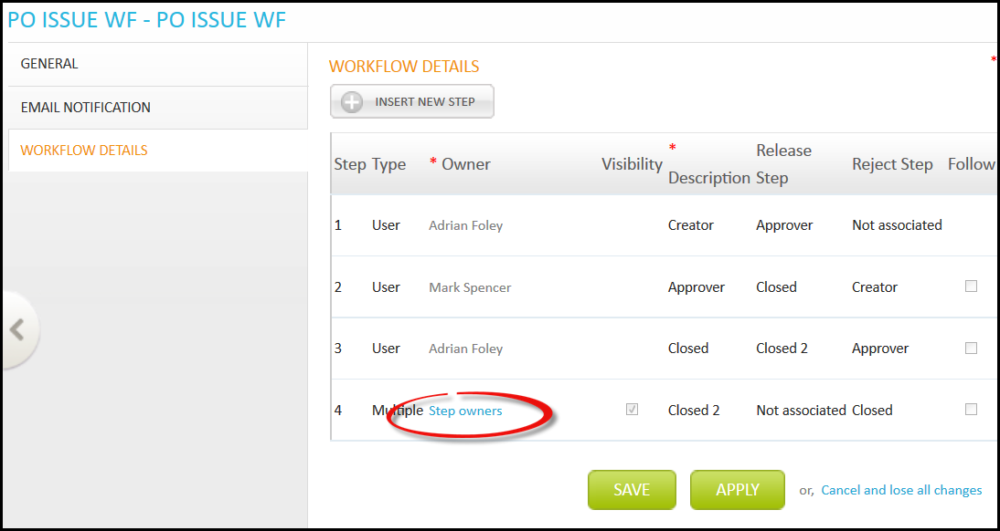 PO ISSUE WF - PO ISSUE WF
GENERAL
EMAIL NOTIFICATION
WORKFLOW DETAILS
WORKFLOW DETAILS
*
INSERT NEW STEP
Step Type * Owner Visibility * Description Release Step Reject Step Follow
1 User Adrian Foley Creator Approver Not associated
2 User Mark Spencer Approver Closed Creator
3 User Adrian Foley Closed Closed 2 Approver
4 Multiple Step owners Closed 2 Not associated Closed
SAVE APPLY or, Cancel and lose all changes